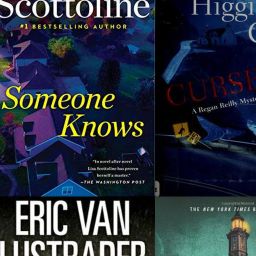 Scottoline
#1 BESTSELLING AUTHOR
Someone
Knows
"In novel after novel
Lisa Scottoline has proven
herself a master."
—THE WASHINGTON POST
Higgi
C
CURSE
A Regan Reilly Myste
ERIC VAN
LUSTBADER
THE NEW YORK TIMES B